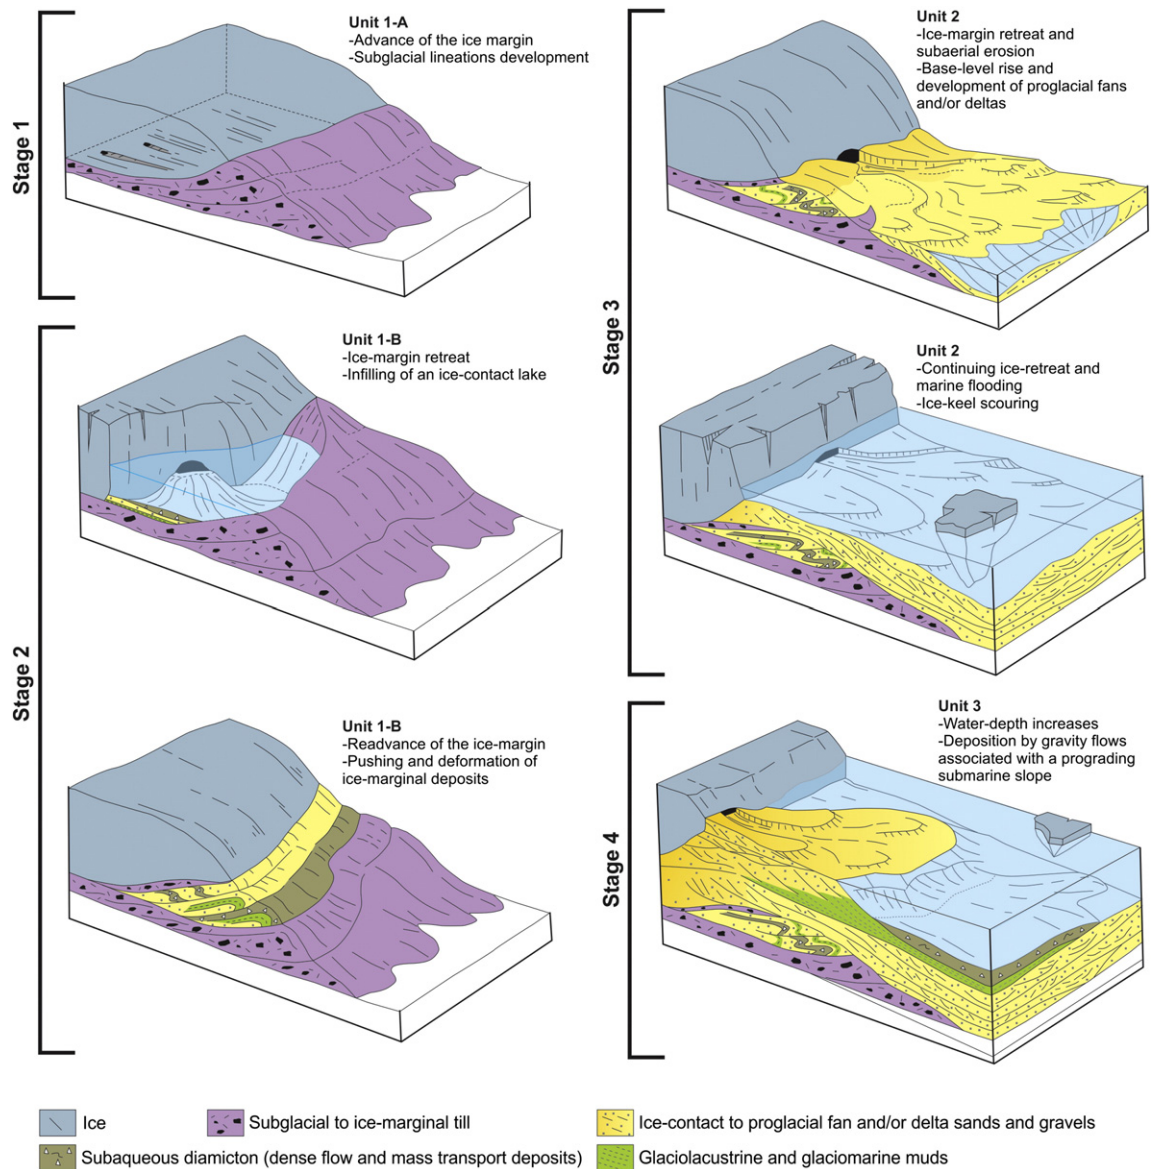 Stage 1
Unit 1-A
-Advance of the ice margin
-Subglacial lineations development
Stage 2
Unit 1-B
-Ice-margin retreat
-Infilling of an ice-contact lake
Unit 1-B
-Readvance of the ice-margin
-Pushing and deformation of
ice-marginal deposits
Stage 3
Unit 2
-Ice-margin retreat and
subaerial erosion
-Base-level rise and
development of proglacial fans
and/or deltas
Unit 2
-Continuing ice-retreat and
marine flooding
-Ice-keel scouring
Stage 4
Unit 3
-Water-depth increases
-Deposition by gravity flows
associated with a prograding
submarine slope
Ice
Subglacial to ice-marginal till
Ice-contact to proglacial fan and/or delta sands and gravels
Subaqueous diamicton (dense flow and mass transport deposits)
Glaciolacustrine and glaciomarine muds